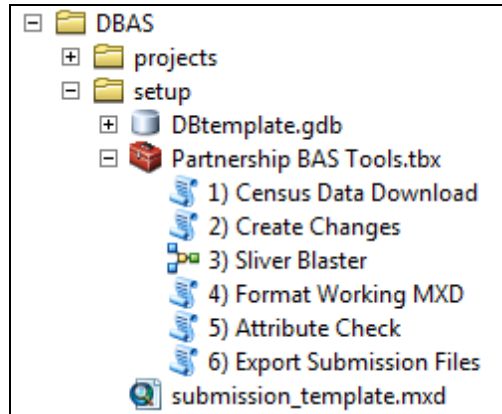 DBAS
projects
setup
DBtemplate.gdb
Partnership BAS Tools.tbx
1) Census Data Download
2) Create Changes
3) Sliver Blaster
4) Format Working MXD
5) Attribute Check
6) Export Submission Files
submission_template.mxd